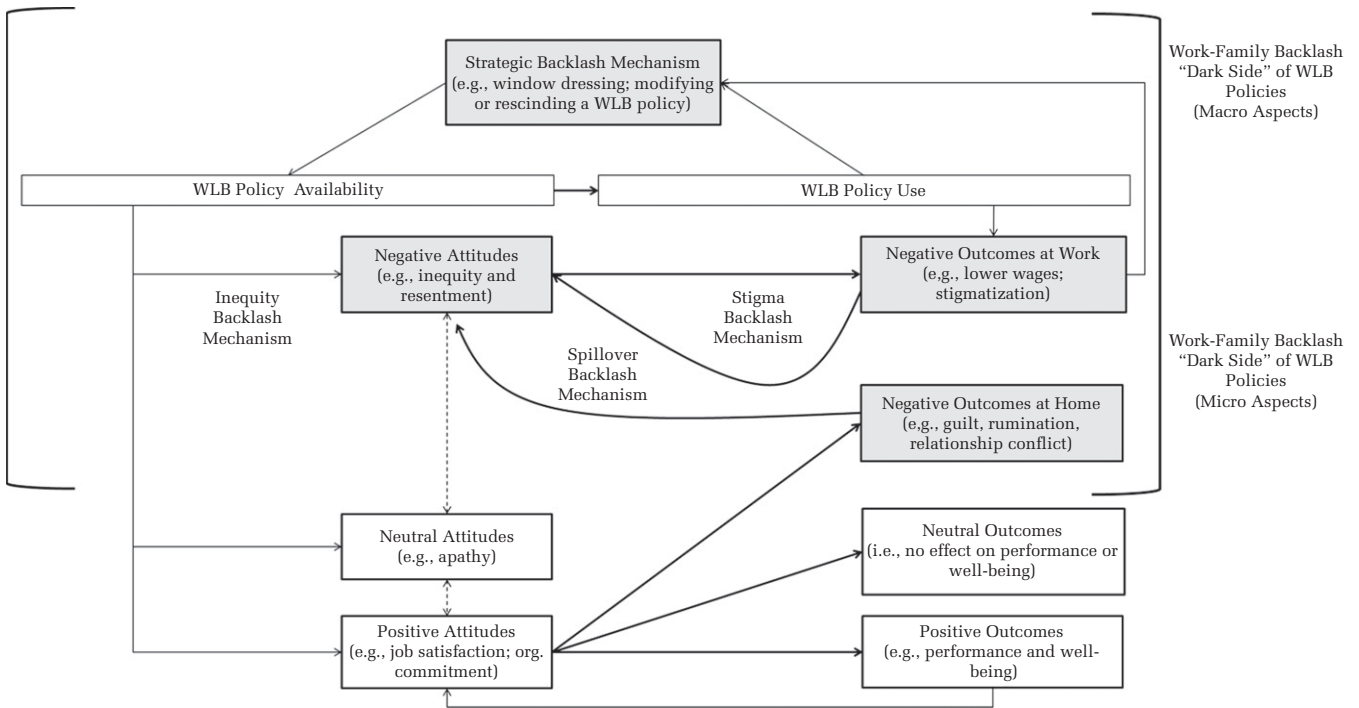 Strategic Backlash Mechanism
(e.g., window dressing; modifying
or rescinding a WLB policy)
Work-Family Backlash
“Dark Side” of WLB
Policies
(Macro Aspects)
WLB Policy Availability
WLB Policy Use
Negative Attitudes
(e.g., inequity and
resentment)
Negative Outcomes at Work
(e.g., lower wages;
stigmatization)
Inequity
Backlash
Mechanism
Stigma
Backlash
Mechanism
Spillover
Backlash
Mechanism
Work-Family Backlash
“Dark Side” of WLB
Policies
(Micro Aspects)
Negative Outcomes at Home
(e,g., guilt, rumination,
relationship conflict)
Neutral Attitudes
(e.g., apathy)
Neutral Outcomes
(i.e., no effect on performance or
well-being)
Positive Attitudes
(e.g., job satisfaction; org.
commitment)
Positive Outcomes
(e.g., performance and well-
being)